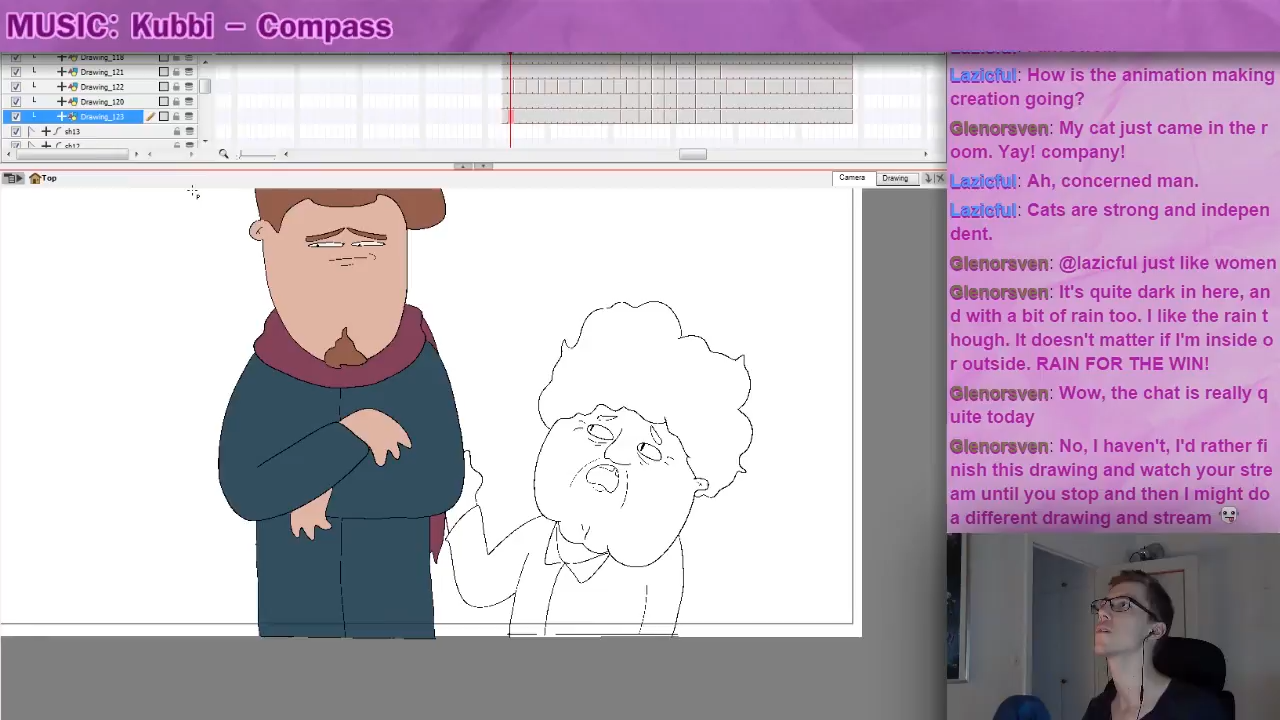 MUSIC: Kubbi – Compass
Drawing_118
Drawing_121
Drawing_122
Drawing_120
Drawing_123
sh13
sh12
Top
Camera
Drawing
Lazicful: How is the animation making
creation going?
Glenorsven: My cat just came in the r
oom. Yay! company!
Lazicful: Ah, concerned man.
Lazicful: Cats are strong and indepen
dent.
Glenorsven: @lazicful just like women
Glenorsven: It's quite dark in here, an
d with a bit of rain too. I like the rain t
hough. It doesn't matter if I'm inside o
r outside. RAIN FOR THE WIN!
Glenorsven: Wow, the chat is really q
uite today
Glenorsven: No, I haven't, I'd rather fi
nish this drawing and watch your stre
am until you stop and then I might do
a different drawing and stream